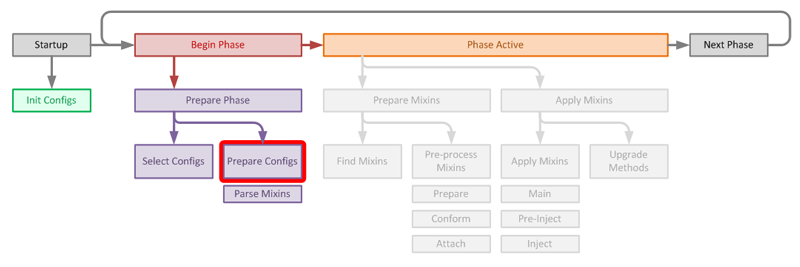 Startup
Begin Phase
Phase Active
Next Phase
Init Configs
Prepare Phase
Prepare Mixins
Apply Mixins
Select Configs
Prepare Configs
Find Mixins
Pre-process
Mixins
Apply Mixins
Upgrade
Methods
Parse Mixins
Prepare
Main
Conform
Pre-Inject
Attach
Inject